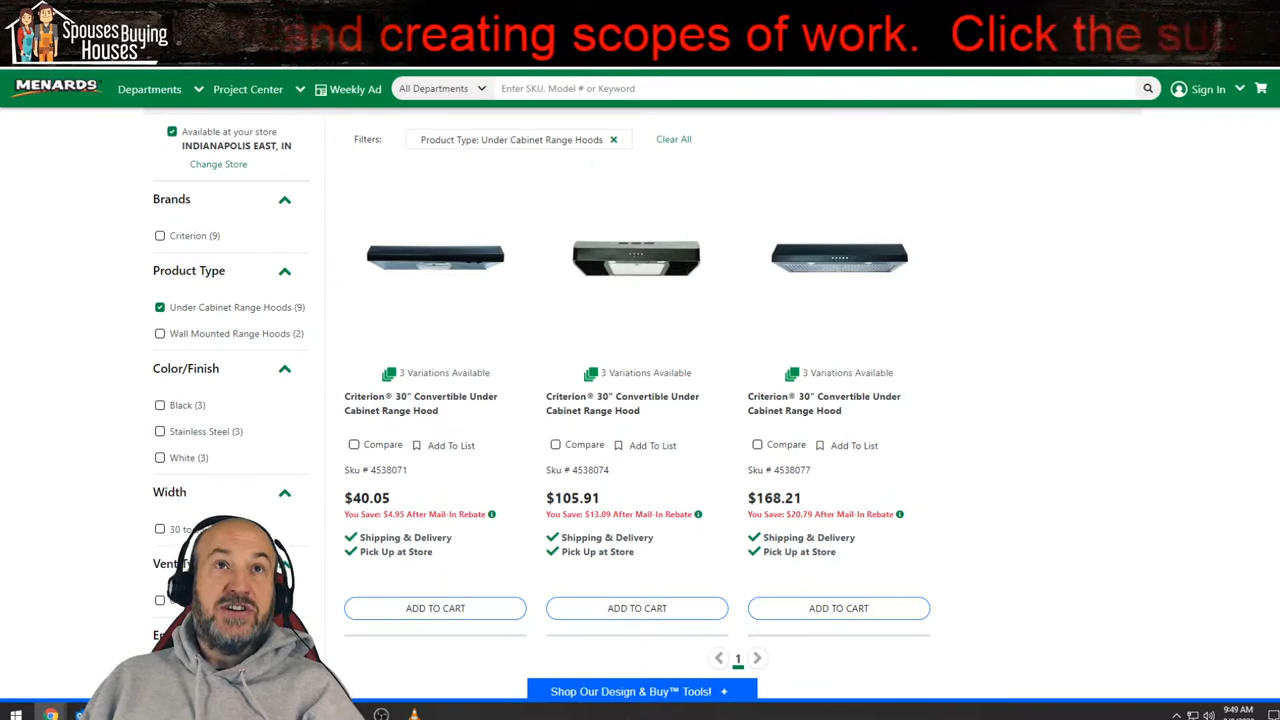 Spouses Buying
Houses
and creating scopes of work. Click the su
MENARDS
Departments
Project Center
Weekly Ad
All Departments
Enter SKU, Model # or Keyword
Sign In
Available at your store
INDIANAPOLIS EAST, IN
Change Store
Brands
Criterion (9)
Product Type
Under Cabinet Range Hoods (9)
Wall Mounted Range Hoods (2)
Color/Finish
Black (3)
Stainless Steel (3)
White (3)
Width
30 to
Filters:
Product Type: Under Cabinet Range Hoods
Clear All
3 Variations Available
Criterion® 30" Convertible Under
Cabinet Range Hood
Compare
Add To List
Sku # 4538071
$40.05
You Save: $4.95 After Mail-In Rebate
Shipping & Delivery
Pick Up at Store
ADD TO CART
3 Variations Available
Criterion® 30" Convertible Under
Cabinet Range Hood
Compare
Add To List
Sku # 4538074
$105.91
You Save: $13.09 After Mail-In Rebate
Shipping & Delivery
Pick Up at Store
ADD TO CART
3 Variations Available
Criterion® 30" Convertible Under
Cabinet Range Hood
Compare
Add To List
Sku # 4538077
$168.21
You Save: $20.79 After Mail-In Rebate
Shipping & Delivery
Pick Up at Store
ADD TO CART
1
Shop Our Design & Buy™ Tools! +
9:49 AM